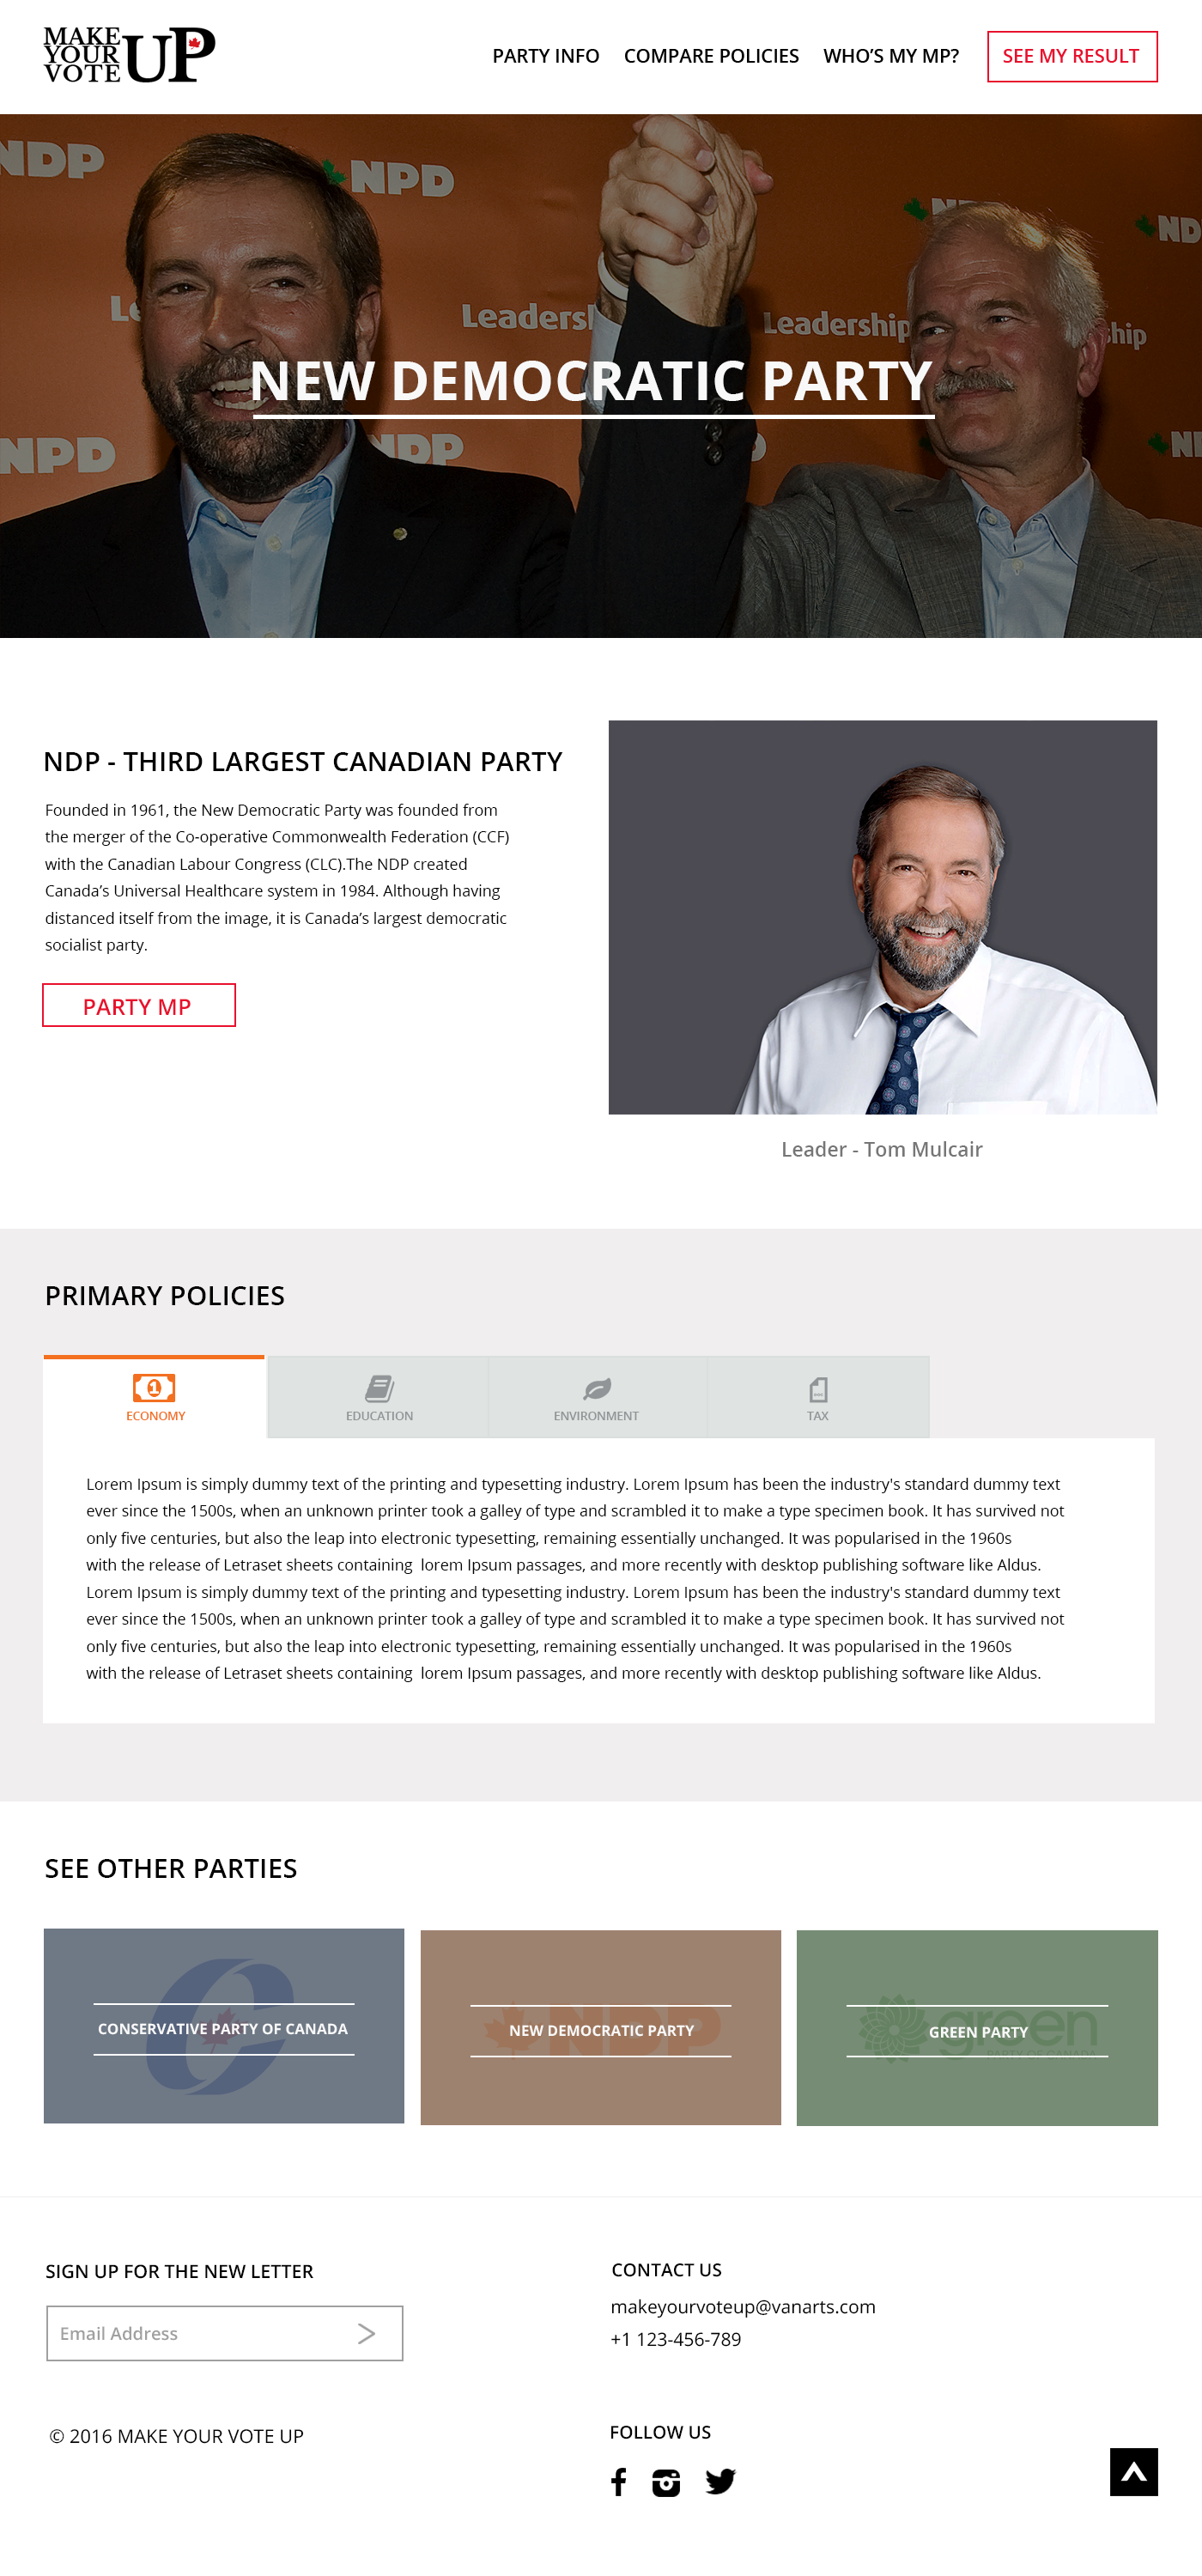 MAKE
YOUR
VOTE
UP
PARTY INFO
COMPARE POLICIES
WHO'S MY MP?
SEE MY RESULT
NDP
NPD
ND
Leadership
Leadership
NPD
NEW DEMOCRATIC PARTY
NDP - THIRD LARGEST CANADIAN PARTY
Founded in 1961, the New Democratic Party was founded from
the merger of the Co-operative Commonwealth Federation (CCF)
with the Canadian Labour Congress (CLC).The NDP created
Canada's Universal Healthcare system in 1984. Although having
distanced itself from the image, it is Canada's largest democratic
socialist party.
PARTY MP
Leader - Tom Mulcair
PRIMARY POLICIES
1
ECONOMY
EDUCATION
ENVIRONMENT
TAX
Lorem Ipsum is simply dummy text of the printing and typesetting industry. Lorem Ipsum has been the industry's standard dummy text
ever since the 1500s, when an unknown printer took a galley of type and scrambled it to make a type specimen book. It has survived not
only five centuries, but also the leap into electronic typesetting, remaining essentially unchanged. It was popularised in the 1960s
with the release of Letraset sheets containing  lorem Ipsum passages, and more recently with desktop publishing software like Aldus.
Lorem Ipsum is simply dummy text of the printing and typesetting industry. Lorem Ipsum has been the industry's standard dummy text
ever since the 1500s, when an unknown printer took a galley of type and scrambled it to make a type specimen book. It has survived not
only five centuries, but also the leap into electronic typesetting, remaining essentially unchanged. It was popularised in the 1960s
with the release of Letraset sheets containing  lorem Ipsum passages, and more recently with desktop publishing software like Aldus.
SEE OTHER PARTIES
CONSERVATIVE PARTY OF CANADA
NDP
NEW DEMOCRATIC PARTY
green
PARTY OF CANADA
GREEN PARTY
SIGN UP FOR THE NEW LETTER
Email Address
CONTACT US
makeyourvoteup@vanarts.com
+1 123-456-789
© 2016 MAKE YOUR VOTE UP
FOLLOW US